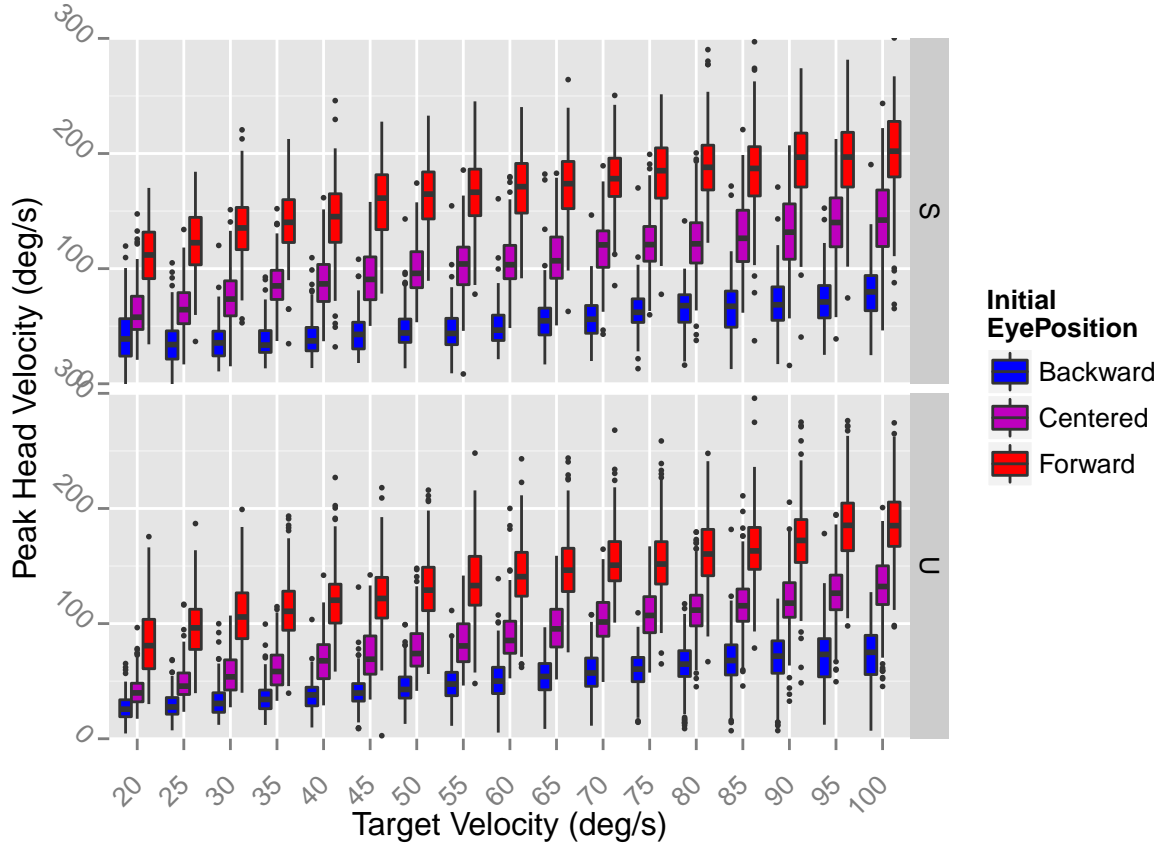 300
200
100
0
S
300
200
100
0
U
20 25 30 35 40 45 50 55 60 65 70 75 80 85 90 95 100
Target Velocity (deg/s)
Peak Head Velocity (deg/s)
Initial
EyePosition
Backward
Centered
Forward